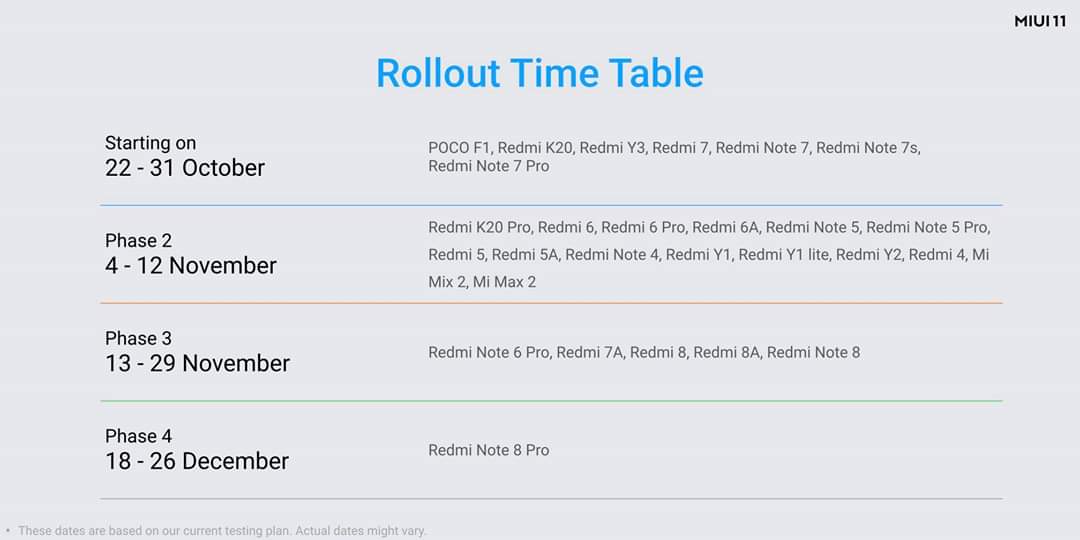 MIUI 11
Rollout Time Table
Starting on
22 - 31 October
POCO F1, Redmi K20, Redmi Y3, Redmi 7, Redmi Note 7, Redmi Note 7s,
Redmi Note 7 Pro
Phase 2
4 - 12 November
Redmi K20 Pro, Redmi 6, Redmi 6 Pro, Redmi 6A, Redmi Note 5, Redmi Note 5 Pro,
Redmi 5, Redmi 5A, Redmi Note 4, Redmi Y1, Redmi Y1 lite, Redmi Y2, Redmi 4, Mi
Mix 2, Mi Max 2
Phase 3
13 - 29 November
Redmi Note 6 Pro, Redmi 7A, Redmi 8, Redmi 8A, Redmi Note 8
Phase 4
18 - 26 December
Redmi Note 8 Pro
• These dates are based on our current testing plan. Actual dates might vary.